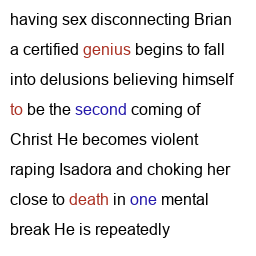 having sex disconnecting Brian
a certified genius begins to fall
into delusions believing himself
to be the second coming of
Christ He becomes violent
raping Isadora and choking her
close to death in one mental
break He is repeatedly